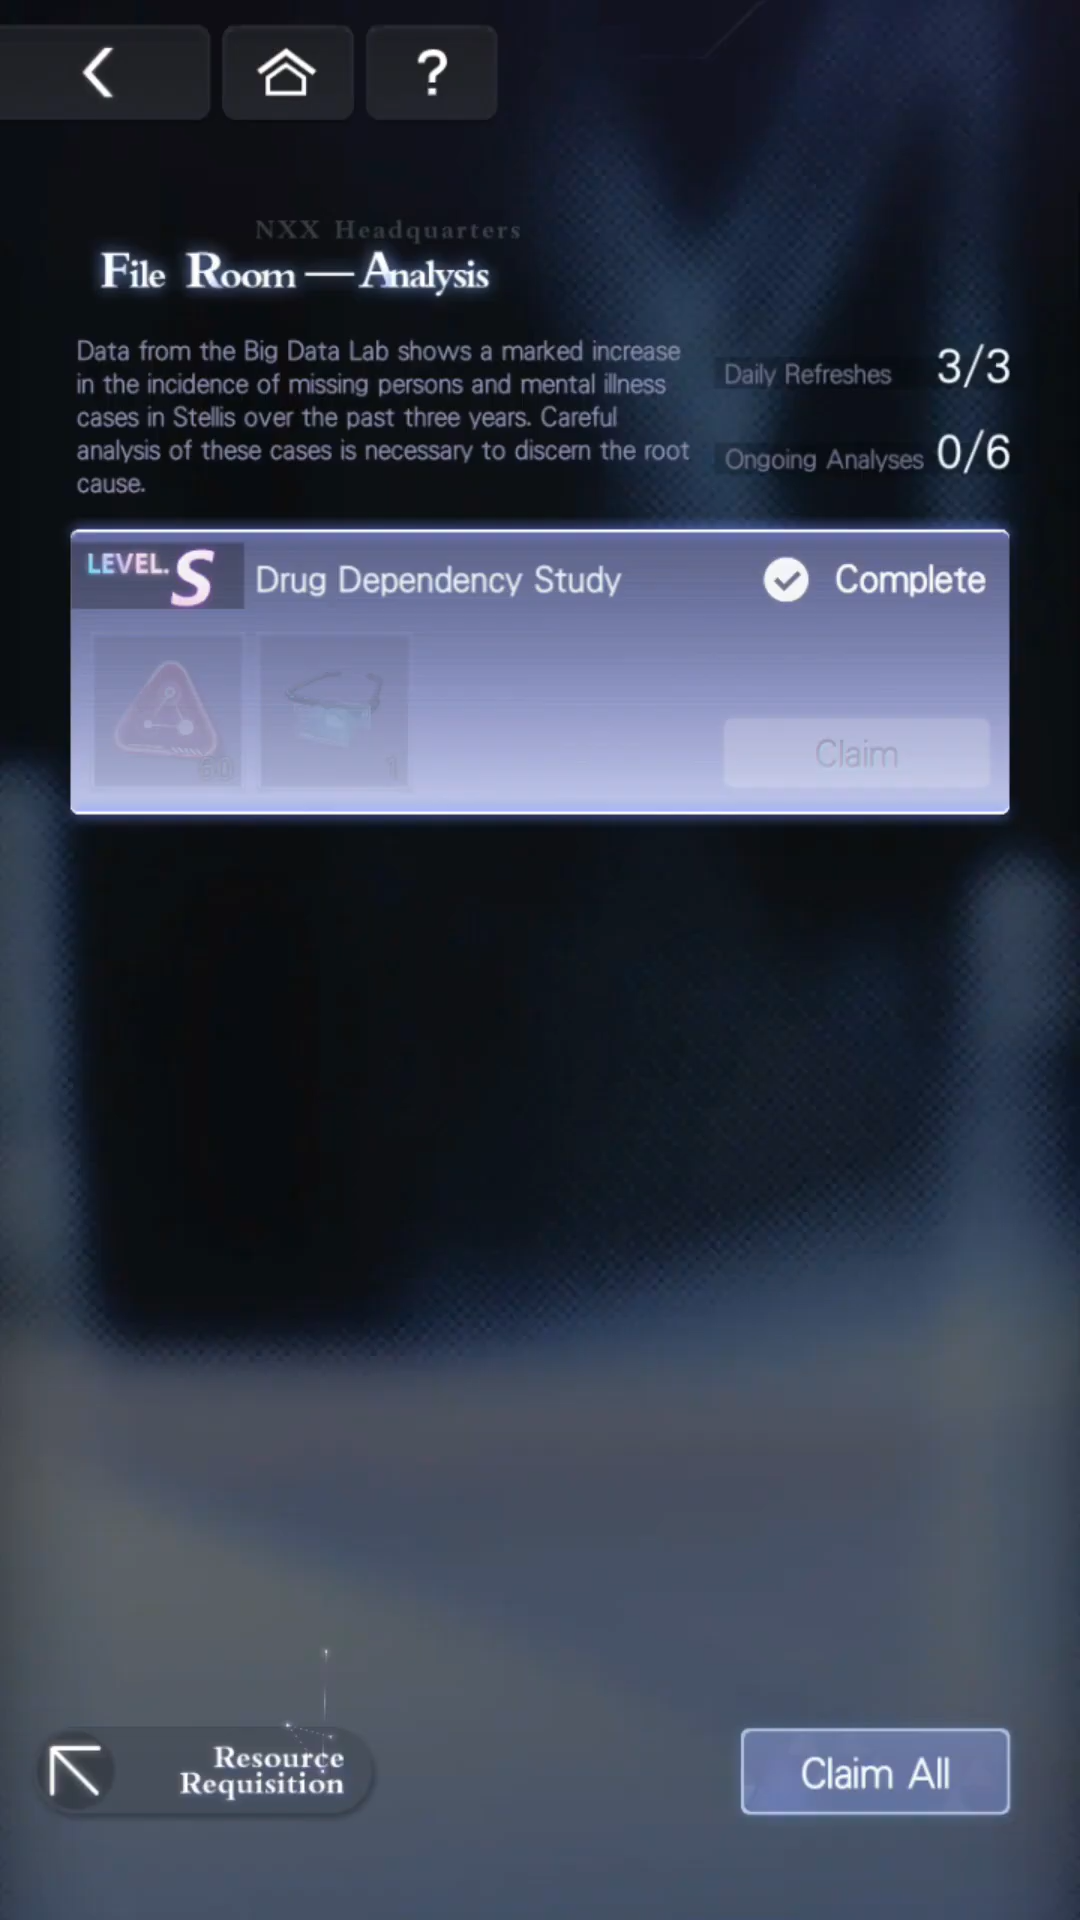 ?
NXX Headquarters
File Room — Analysis
Data from the Big Data Lab shows a marked increase
in the incidence of missing persons and mental illness
cases in Stellis over the past three years. Careful
analysis of these cases is necessary to discern the root
cause.
Daily Refreshes 3/3
Ongoing Analyses 0/6
LEVEL. S Drug Dependency Study Complete
60 1
Claim
Resource
Requisition
Claim All